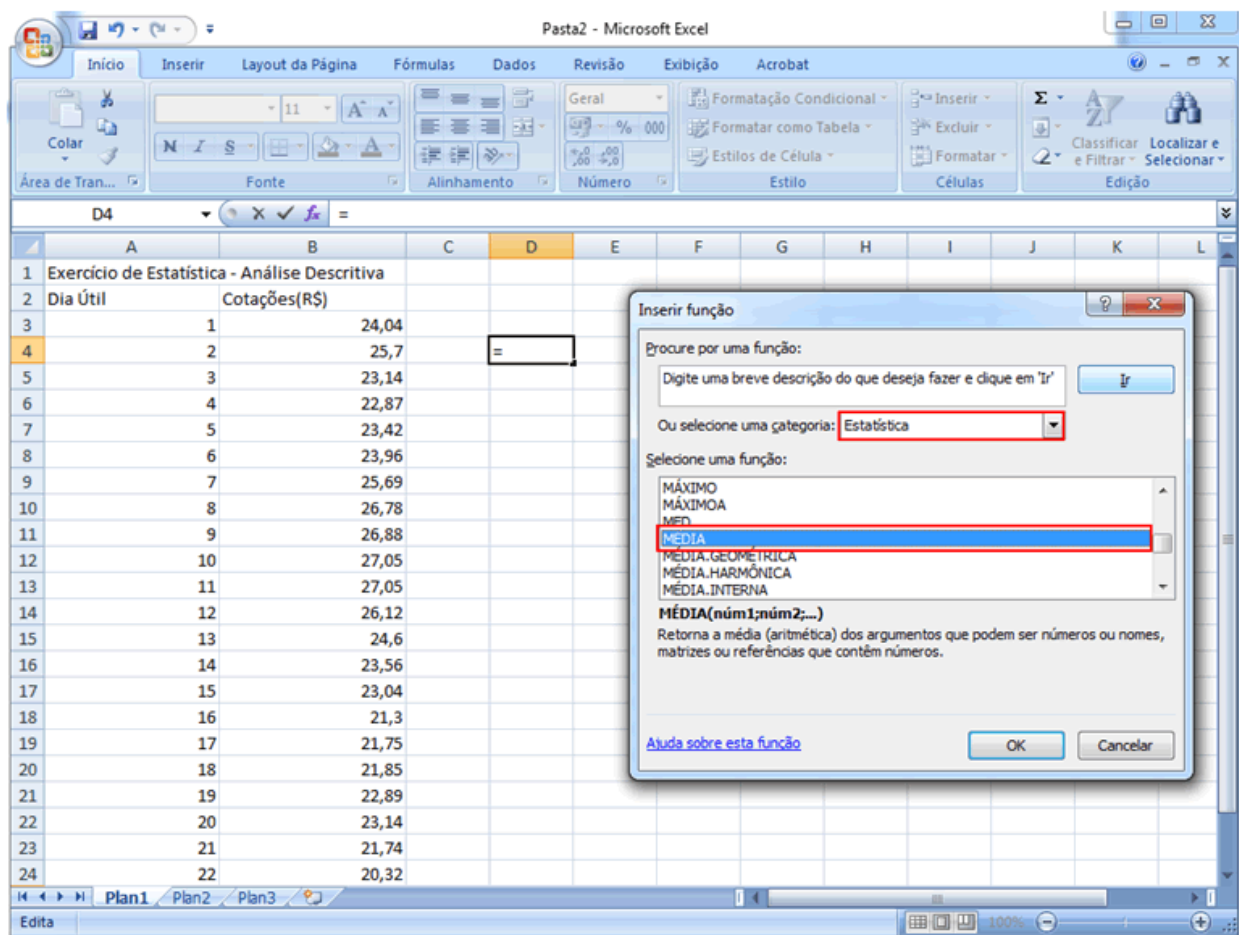 Pasta2 - Microsoft Excel
Início Inserir Layout da Página Fórmulas Dados Revisão Exibição Acrobat
Colar
11 A A
N I S A
Geral
% 000
,00 ,0
Formatação Condicional
Formatar como Tabela
Estilos de Célula
Inserir
Excluir
Formatar
Σ
Classificar e Filtrar
Localizar e Selecionar
Área de Tran... Fonte Alinhamento Número Estilo Células Edição
D4 fx =
A B C D E F G H I J K L
1 Exercício de Estatística - Análise Descritiva
2 Dia Útil Cotações(R$)
3 1 24,04
4 2 25,7 =
5 3 23,14
6 4 22,87
7 5 23,42
8 6 23,96
9 7 25,69
10 8 26,78
11 9 26,88
12 10 27,05
13 11 27,05
14 12 26,12
15 13 24,6
16 14 23,56
17 15 23,04
18 16 21,3
19 17 21,75
20 18 21,85
21 19 22,89
22 20 23,14
23 21 21,74
24 22 20,32
Inserir função
Procure por uma função:
Digite uma breve descrição do que deseja fazer e clique em 'Ir'
Ir
Ou selecione uma categoria: Estatística
Selecione uma função:
MÁXIMO
MÁXIMOA
MED
MÉDIA
MÉDIA.GEOMÉTRICA
MÉDIA.HARMÔNICA
MÉDIA.INTERNA
MÉDIA(núm1;núm2;...)
Retorna a média (aritmética) dos argumentos que podem ser números ou nomes,
matrizes ou referências que contêm números.
Ajuda sobre esta função
OK Cancelar
Plan1 Plan2 Plan3
Edita 100%